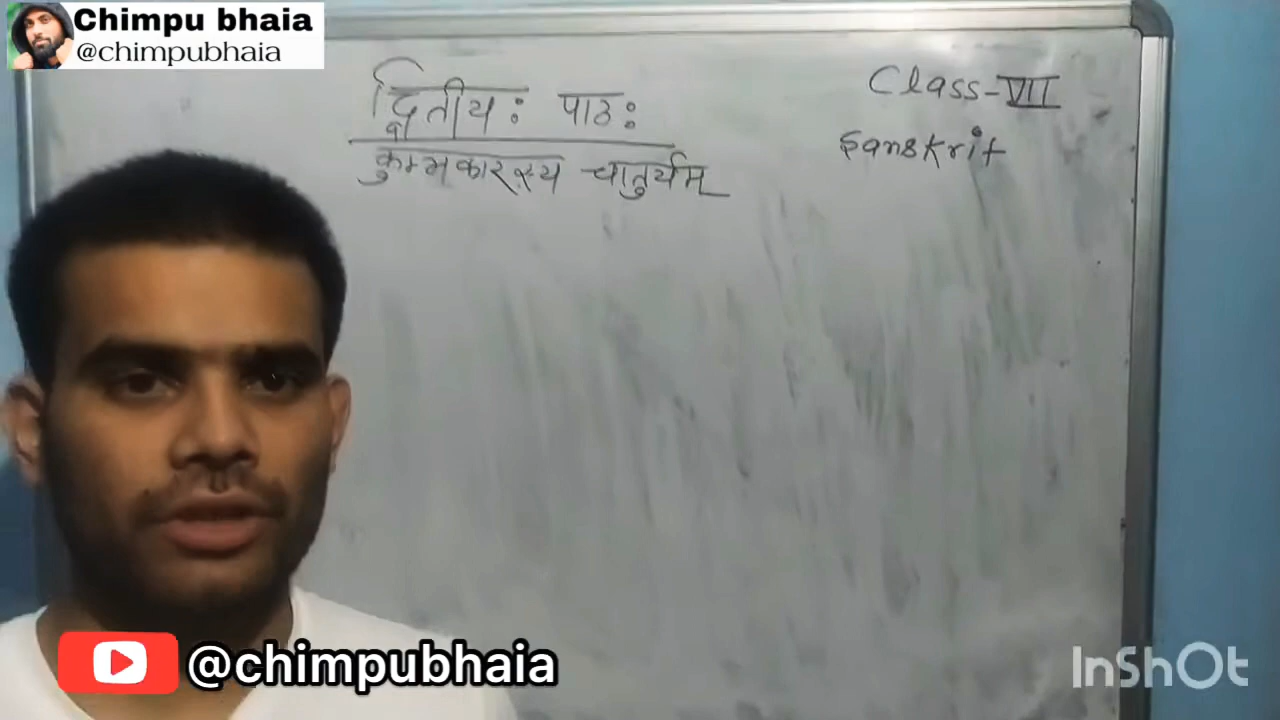 Chimpu bhaia
@chimpubhaia
द्वितीयः पाठः
कुम्भकारस्य चातुर्यम्
Class-VII
Sanskrit
@chimpubhaia
InShOt